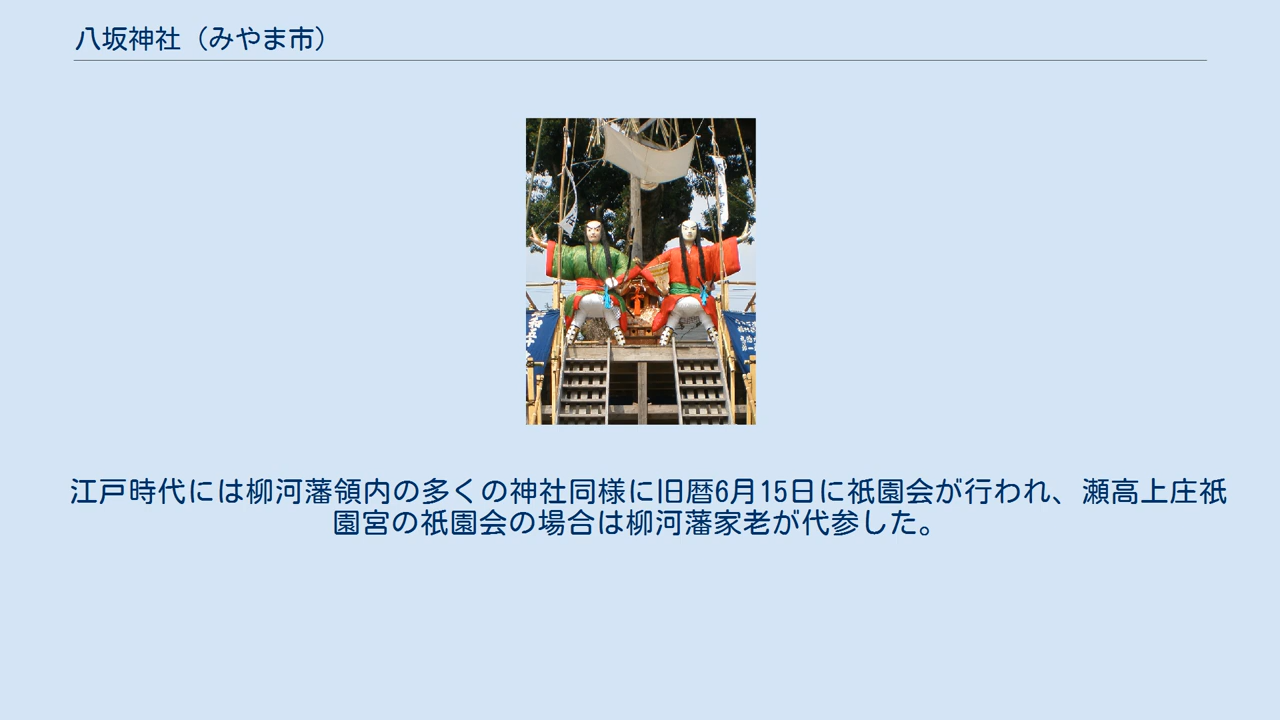 八坂神社（みやま市）
江戸時代には柳河藩領内の多くの神社同様に旧暦6月15日に祇園会が行われ、瀬高上庄祇
園宮の祇園会の場合は柳河藩家老が代参した。